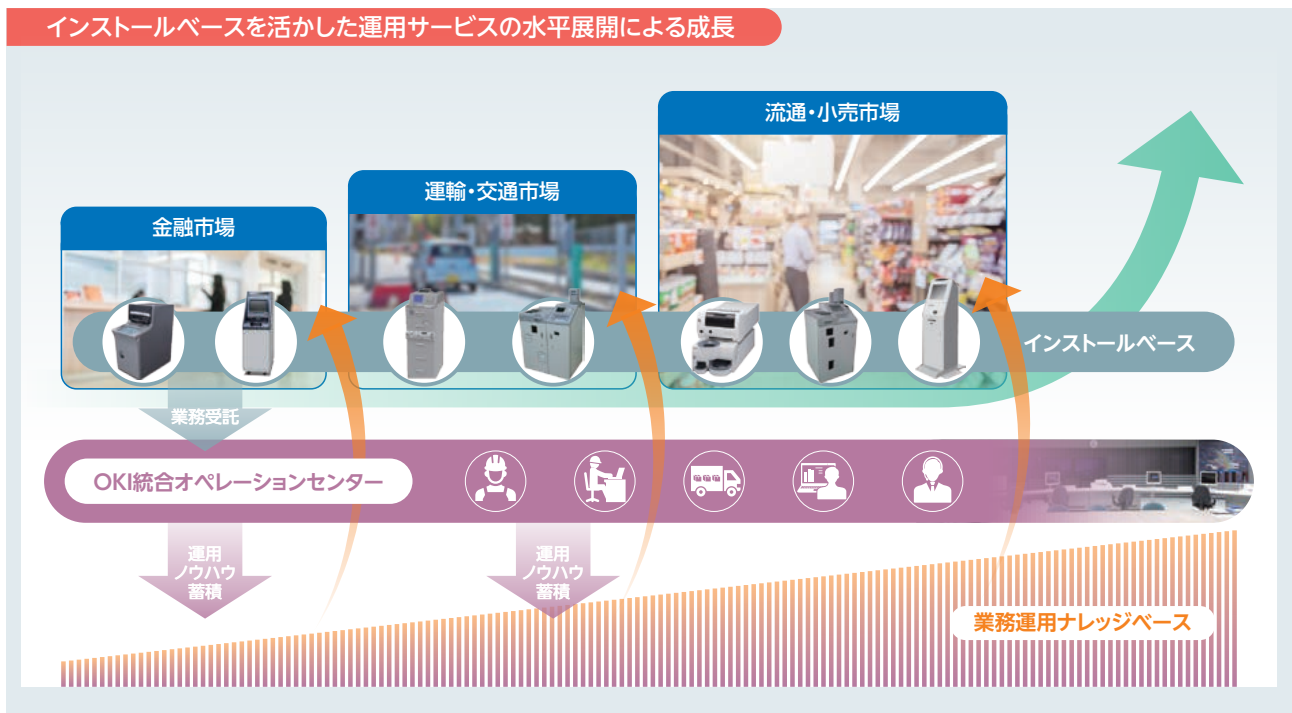 インストールベースを活かした運用サービスの水平展開による成長
流通・小売市場
運輸・交通市場
金融市場
インストールベース
業務受託
OKI統合オペレーションセンター
運用
ノウハウ
蓄積
運用
ノウハウ
蓄積
業務運用ナレッジベース